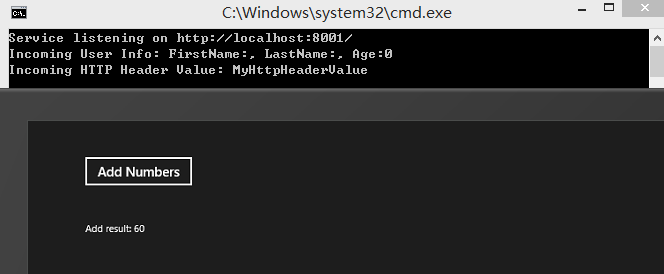 C:\Windows\system32\cmd.exe
Service listening on http://localhost:8001/
Incoming User Info: FirstName:, LastName:, Age:0
Incoming HTTP Header Value: MyHttpHeaderValue
Add Numbers
Add result: 60